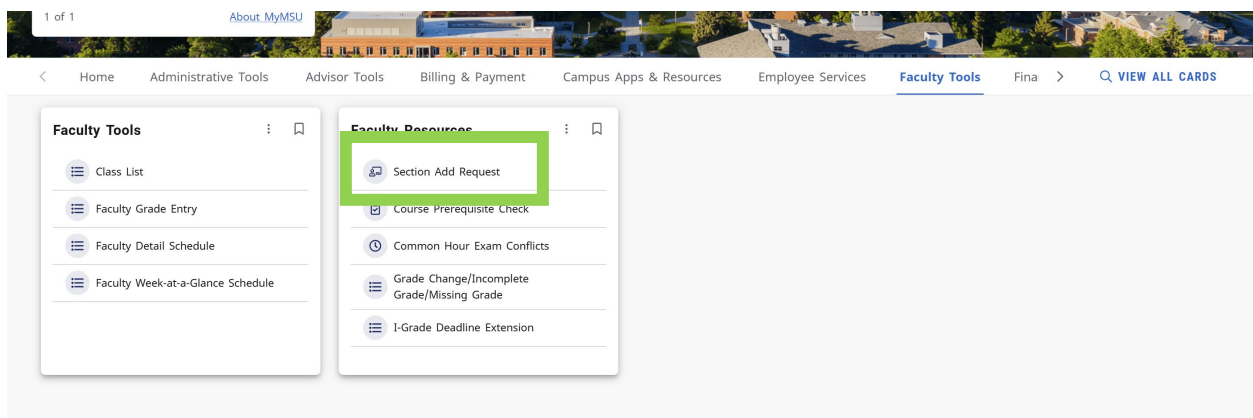 1 of 1 About MyMSU
Home Administrative Tools Advisor Tools Billing & Payment Campus Apps & Resources Employee Services Faculty Tools Fina VIEW ALL CARDS
Faculty Tools
Class List
Faculty Grade Entry
Faculty Detail Schedule
Faculty Week-at-a-Glance Schedule
Faculty Resources
Section Add Request
Course Prerequisite Check
Common Hour Exam Conflicts
Grade Change/Incomplete
Grade/Missing Grade
I-Grade Deadline Extension